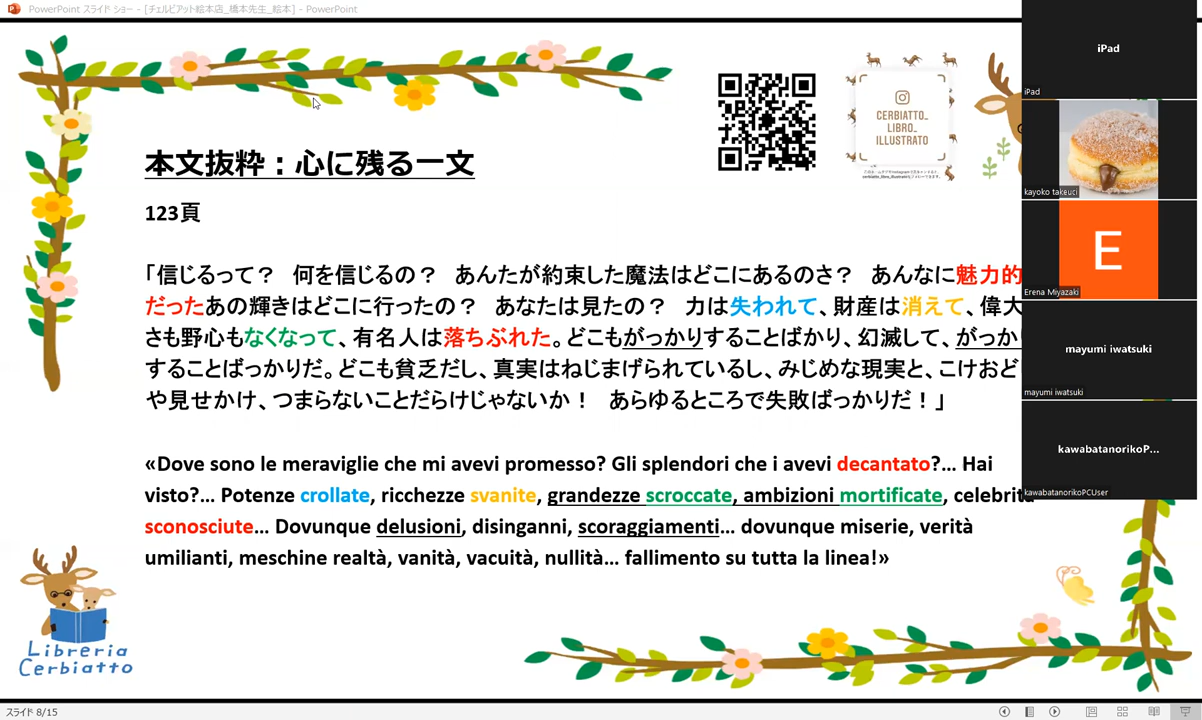 PowerPoint スライド ショー - [チェルビアット絵本店_橋本先生_絵本] - PowerPoint
iPad
iPad
CERBIATTO_
LIBRO_
ILLUSTRATO
本文抜粋：心に残る一文
123頁
kayoko takeuci
E
Erena Miyazaki
「信じるって？　何を信じるの？　あんたが約束した魔法はどこにあるのさ？　あんなに魅力的
だったあの輝きはどこに行ったの？　あなたは見たの？　力は失われて、財産は消えて、偉大
さも野心もなくなって、有名人は落ちぶれた。どこもがっかりすることばかり、幻滅して、がっか
することばっかりだ。どこも貧乏だし、真実はねじまげられているし、みじめな現実と、こけおど
や見せかけ、つまらないことだらけじゃないか！　あらゆるところで失敗ばっかりだ！」
mayumi iwatsuki
mayumi iwatsuki
kawabatanorikoP...
kawabatanorikoPCUser
«Dove sono le meraviglie che mi avevi promesso? Gli splendori che i avevi decantato?... Hai
visto?... Potenze crollate, ricchezze svanite, grandezze scroccate, ambizioni mortificate, celebrità
sconosciute... Dovunque delusioni, disinganni, scoraggiamenti... dovunque miserie, verità
umilianti, meschine realtà, vanità, vacuità, nullità... fallimento su tutta la linea!»
Libreria
Cerbiatto
スライド 8/15